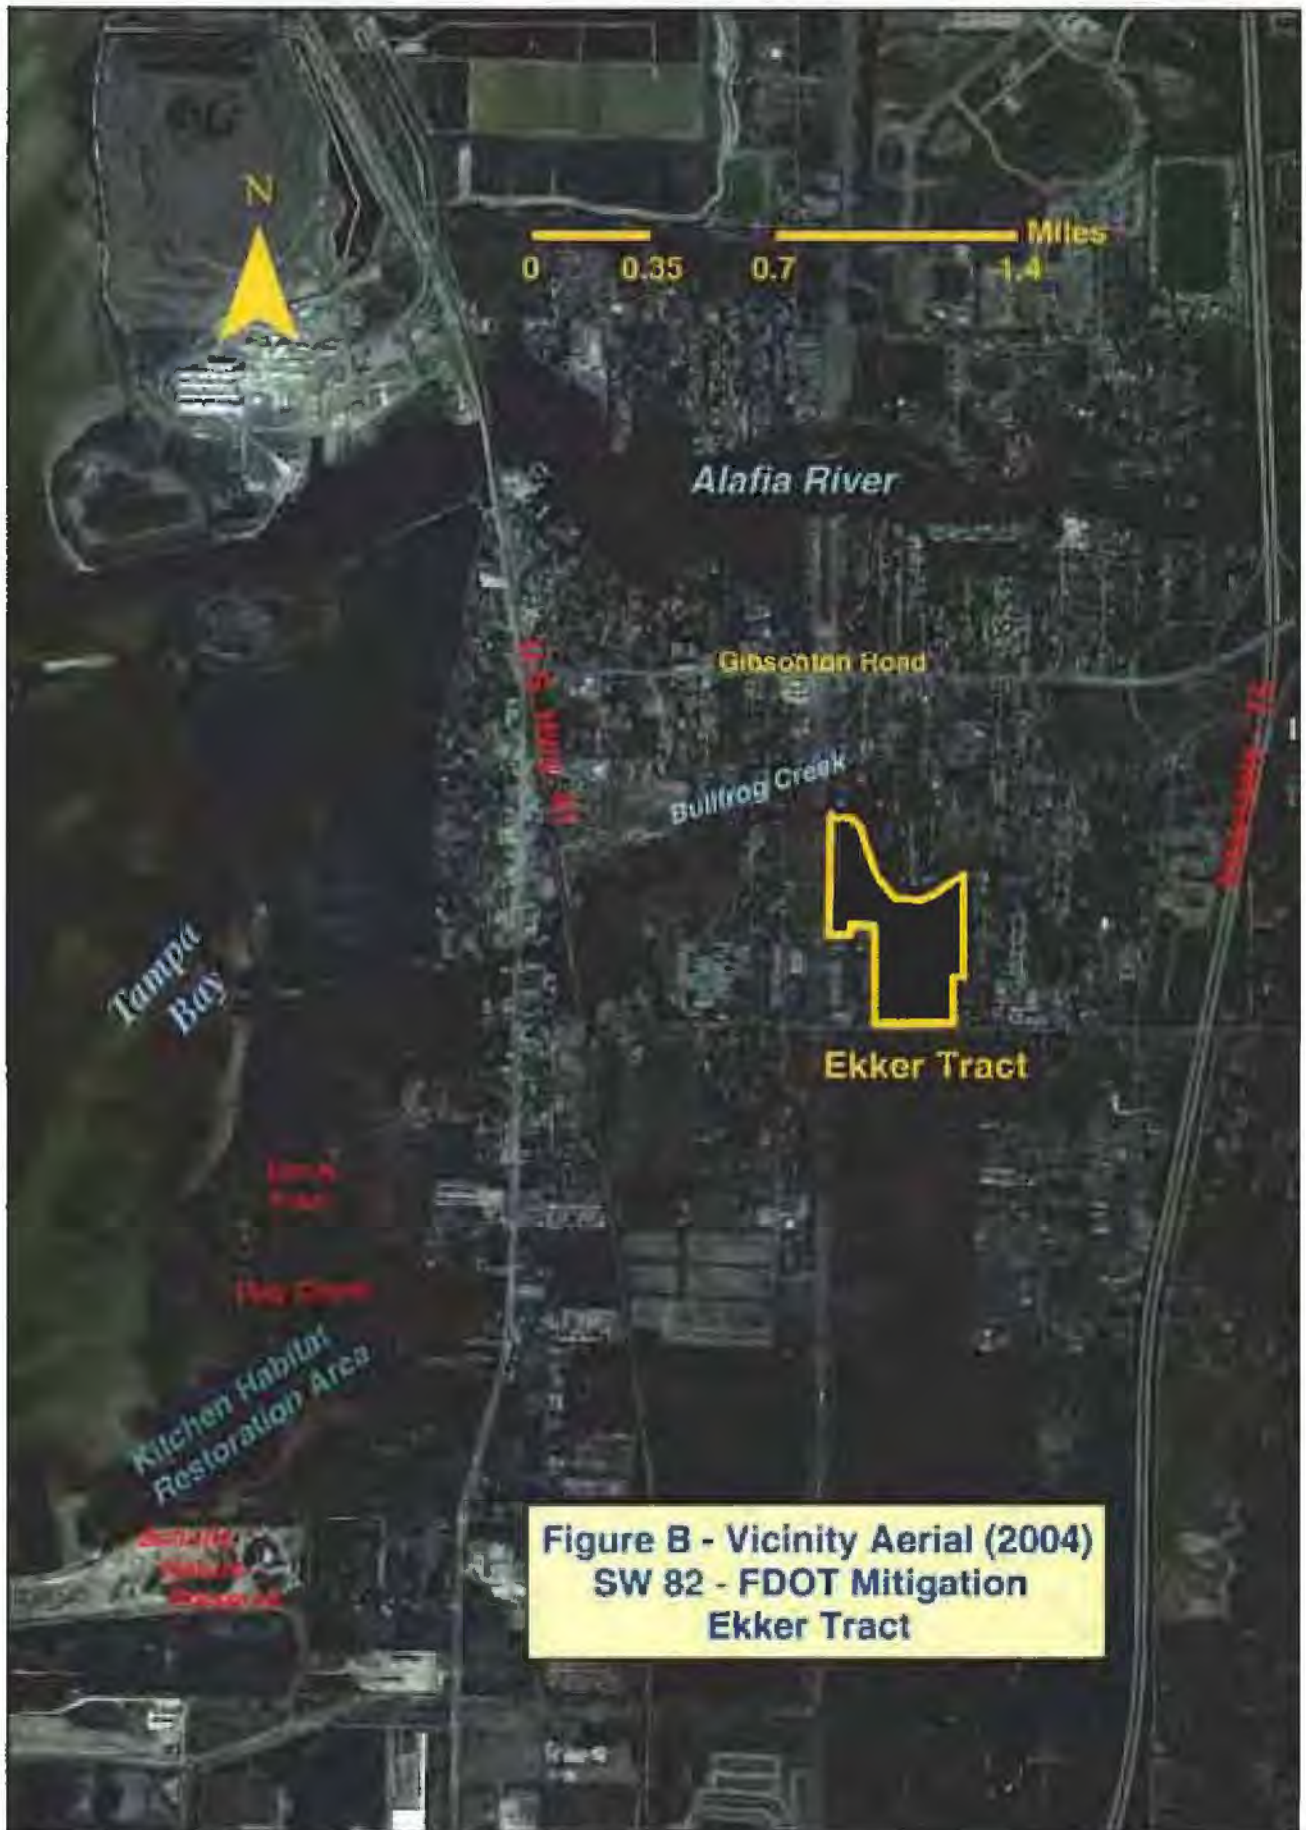 N
Miles
0 0.35 0.7 1.4
Alafia River
Gibsonton Road
Bullfrog Creek
Tampa
Bay
Ekker Tract
Kitchen Habitat
Restoration Area
Figure B - Vicinity Aerial (2004)
SW 82 - FDOT Mitigation
Ekker Tract